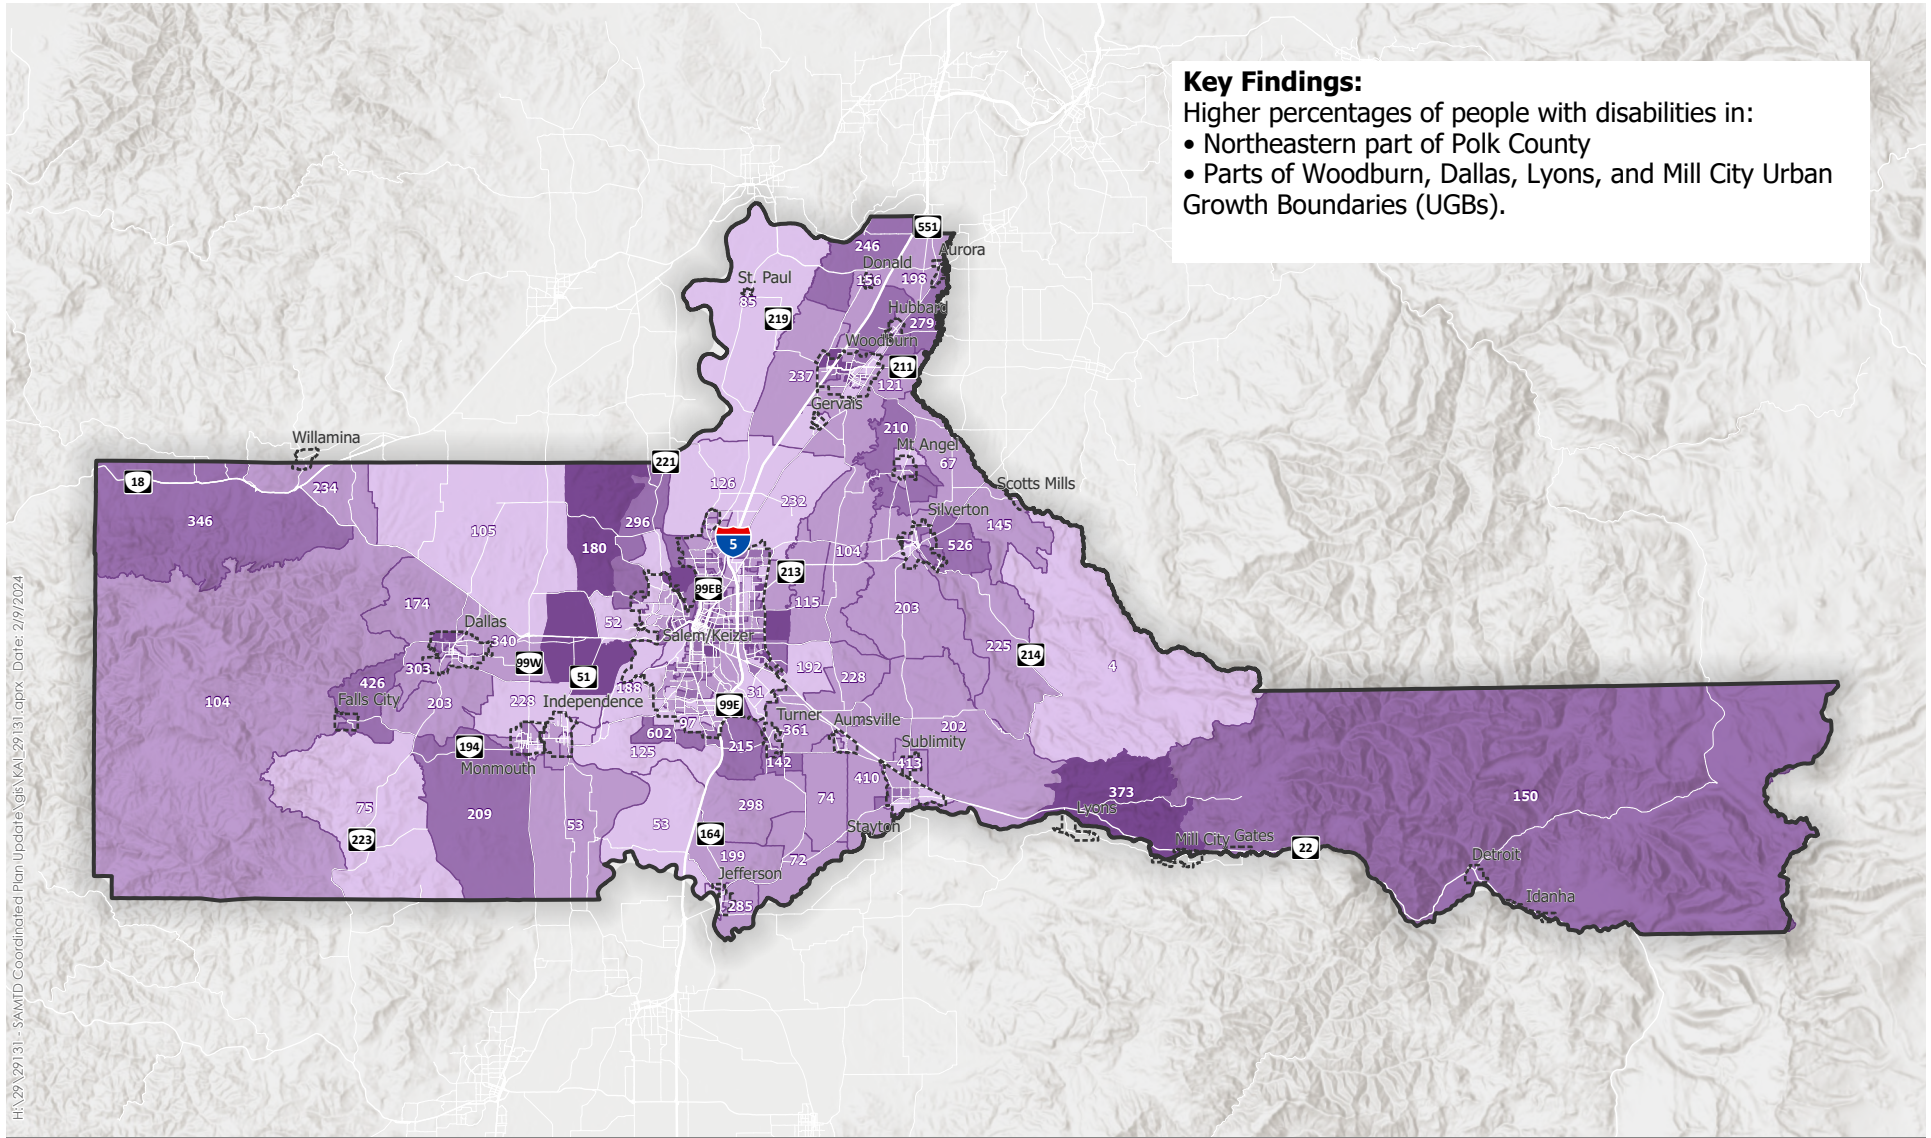 Key Findings:
Higher percentages of people with disabilities in:
• Northeastern part of Polk County
• Parts of Woodburn, Dallas, Lyons, and Mill City Urban
Growth Boundaries (UGBs).
551
246
Aurora
Donald
St. Paul
156
198
85
Hubbard
219
279
Woodburn
211
237
121
Gervais
210
Willamina
Mt Angel
221
67
18
126
Scotts Mills
234
232
Silverton
346
296
145
105
5
180
104
526
213
99EB
174
115
203
Dallas
52
340
Salem/Keizer
225
214
99W
303
192
4
51
228
426
188
31
Falls City
104
203
228
Independence
99E
Turner
Aumsville
97
361
202
602
Sublimity
194
215
125
142
413
Monmouth
410
373
150
74
298
75
Lyons
209
53
53
Stayton
164
223
Mill City
Gates
22
199
72
Detroit
Jefferson
Idanha
285
H:\29\29131 - SAMTD Coordinated Plan Update\gis\KAI_29131.aprx Date: 2/9/2024